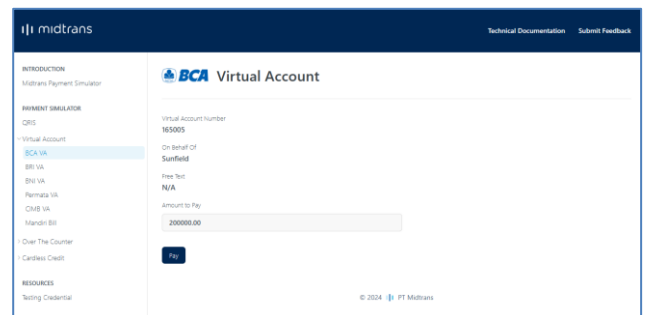 midtrans
Technical Documentation Submit Feedback
INTRODUCTION
Midtrans Payment Simulator
PAYMENT SIMULATOR
QRIS
Virtual Account
BCA VA
BRI VA
BNI VA
Permata VA
CIMB VA
Mandiri Bill
Over The Counter
Cardless Credit
RESOURCES
Testing Credential
BCA Virtual Account
Virtual Account Number
165005
On Behalf Of
Sunfield
Free Text
N/A
Amount to Pay
200000.00
Pay
© 2024 PT Midtrans